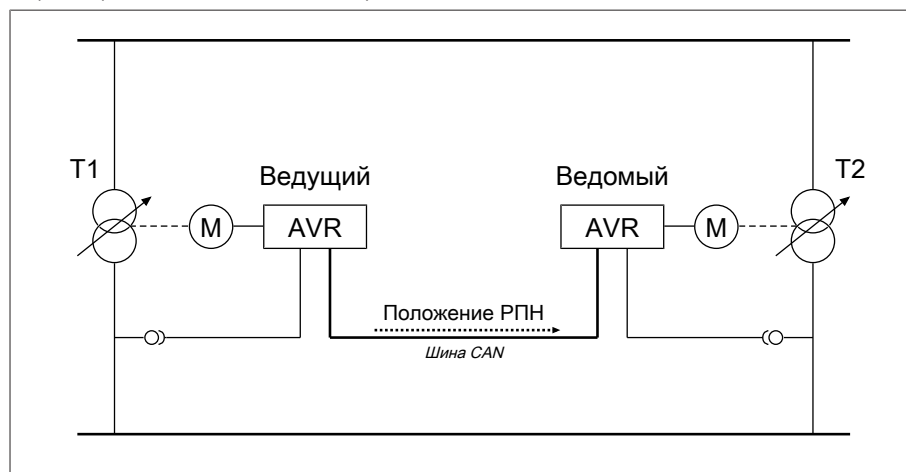 T1
T2
Ведущий
Ведомый
M
AVR
AVR
M
Положение РПН
Шина CAN